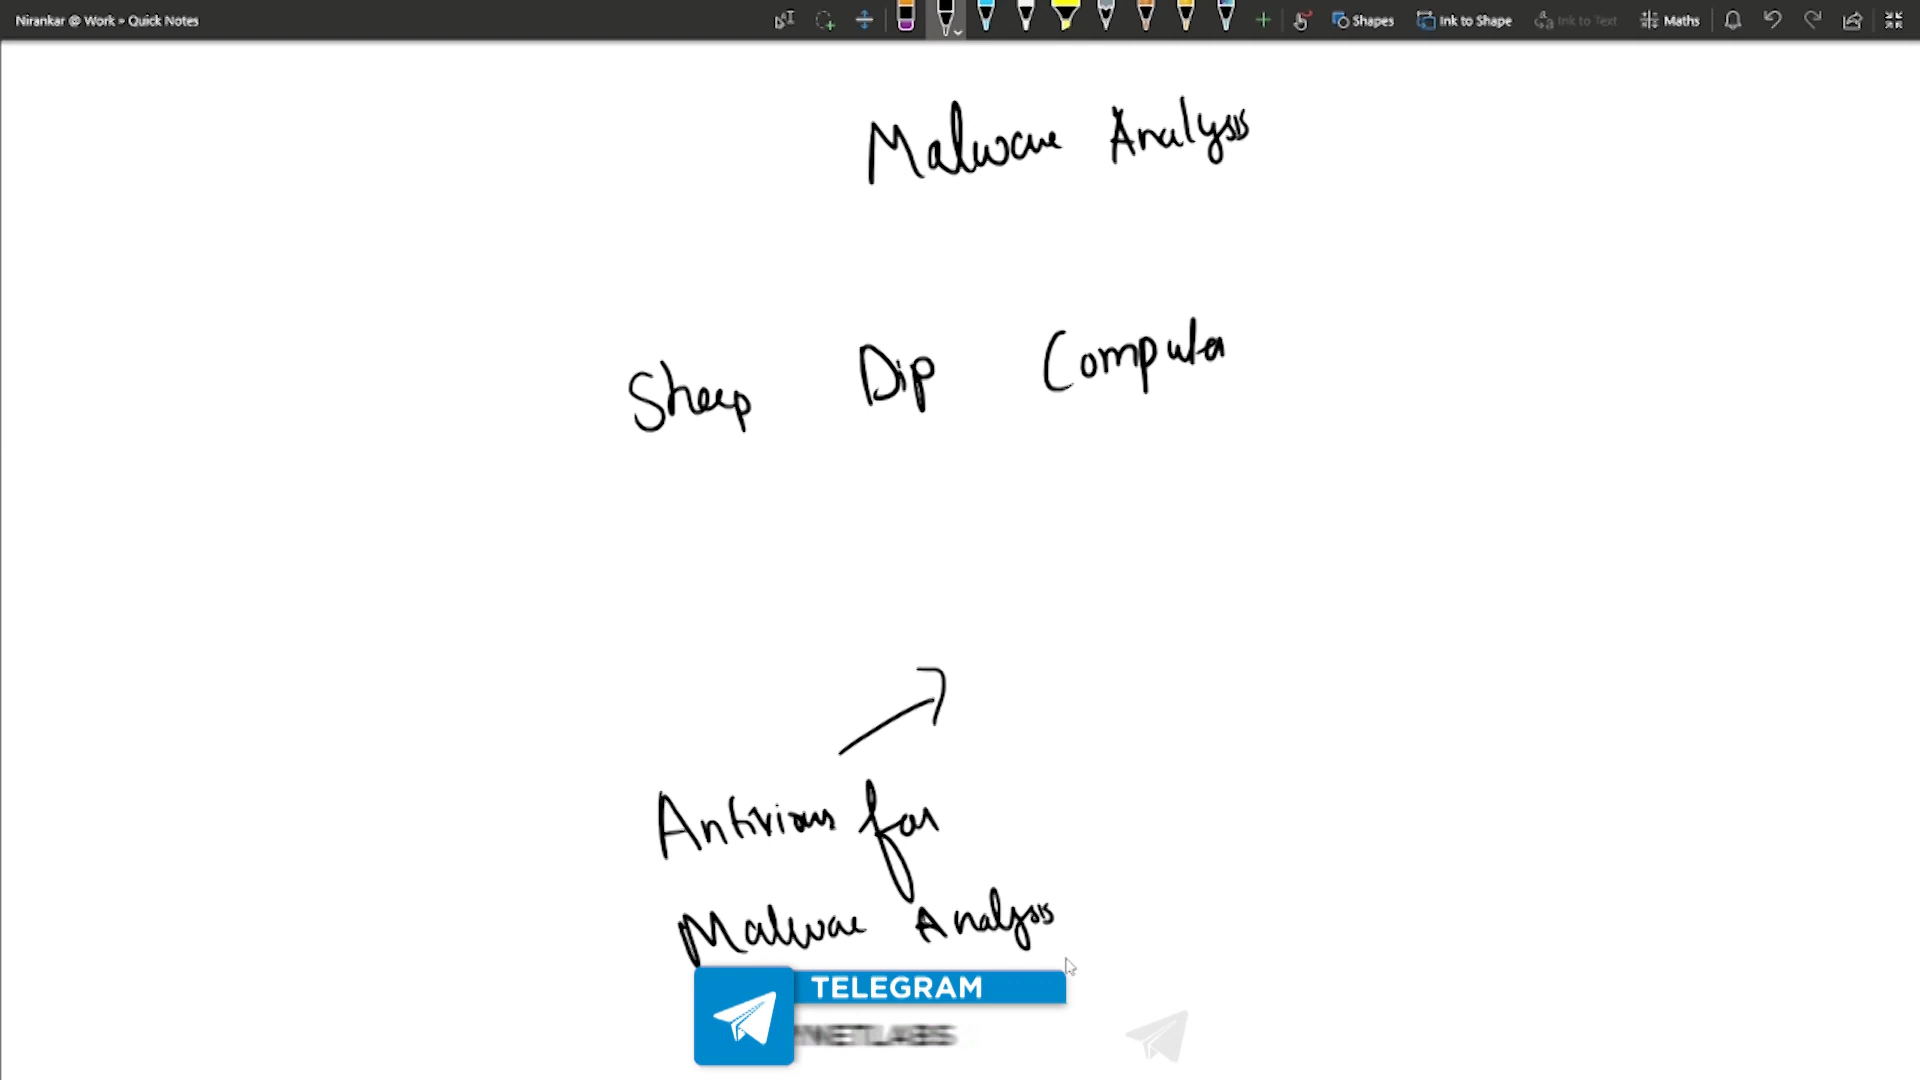 Nirankar @ Work » Quick Notes
Shapes Ink to Shape Ink to Text Maths
Malware Analysis
Sheep Dip Computer
Antivirus for
Malware Analysis
TELEGRAM